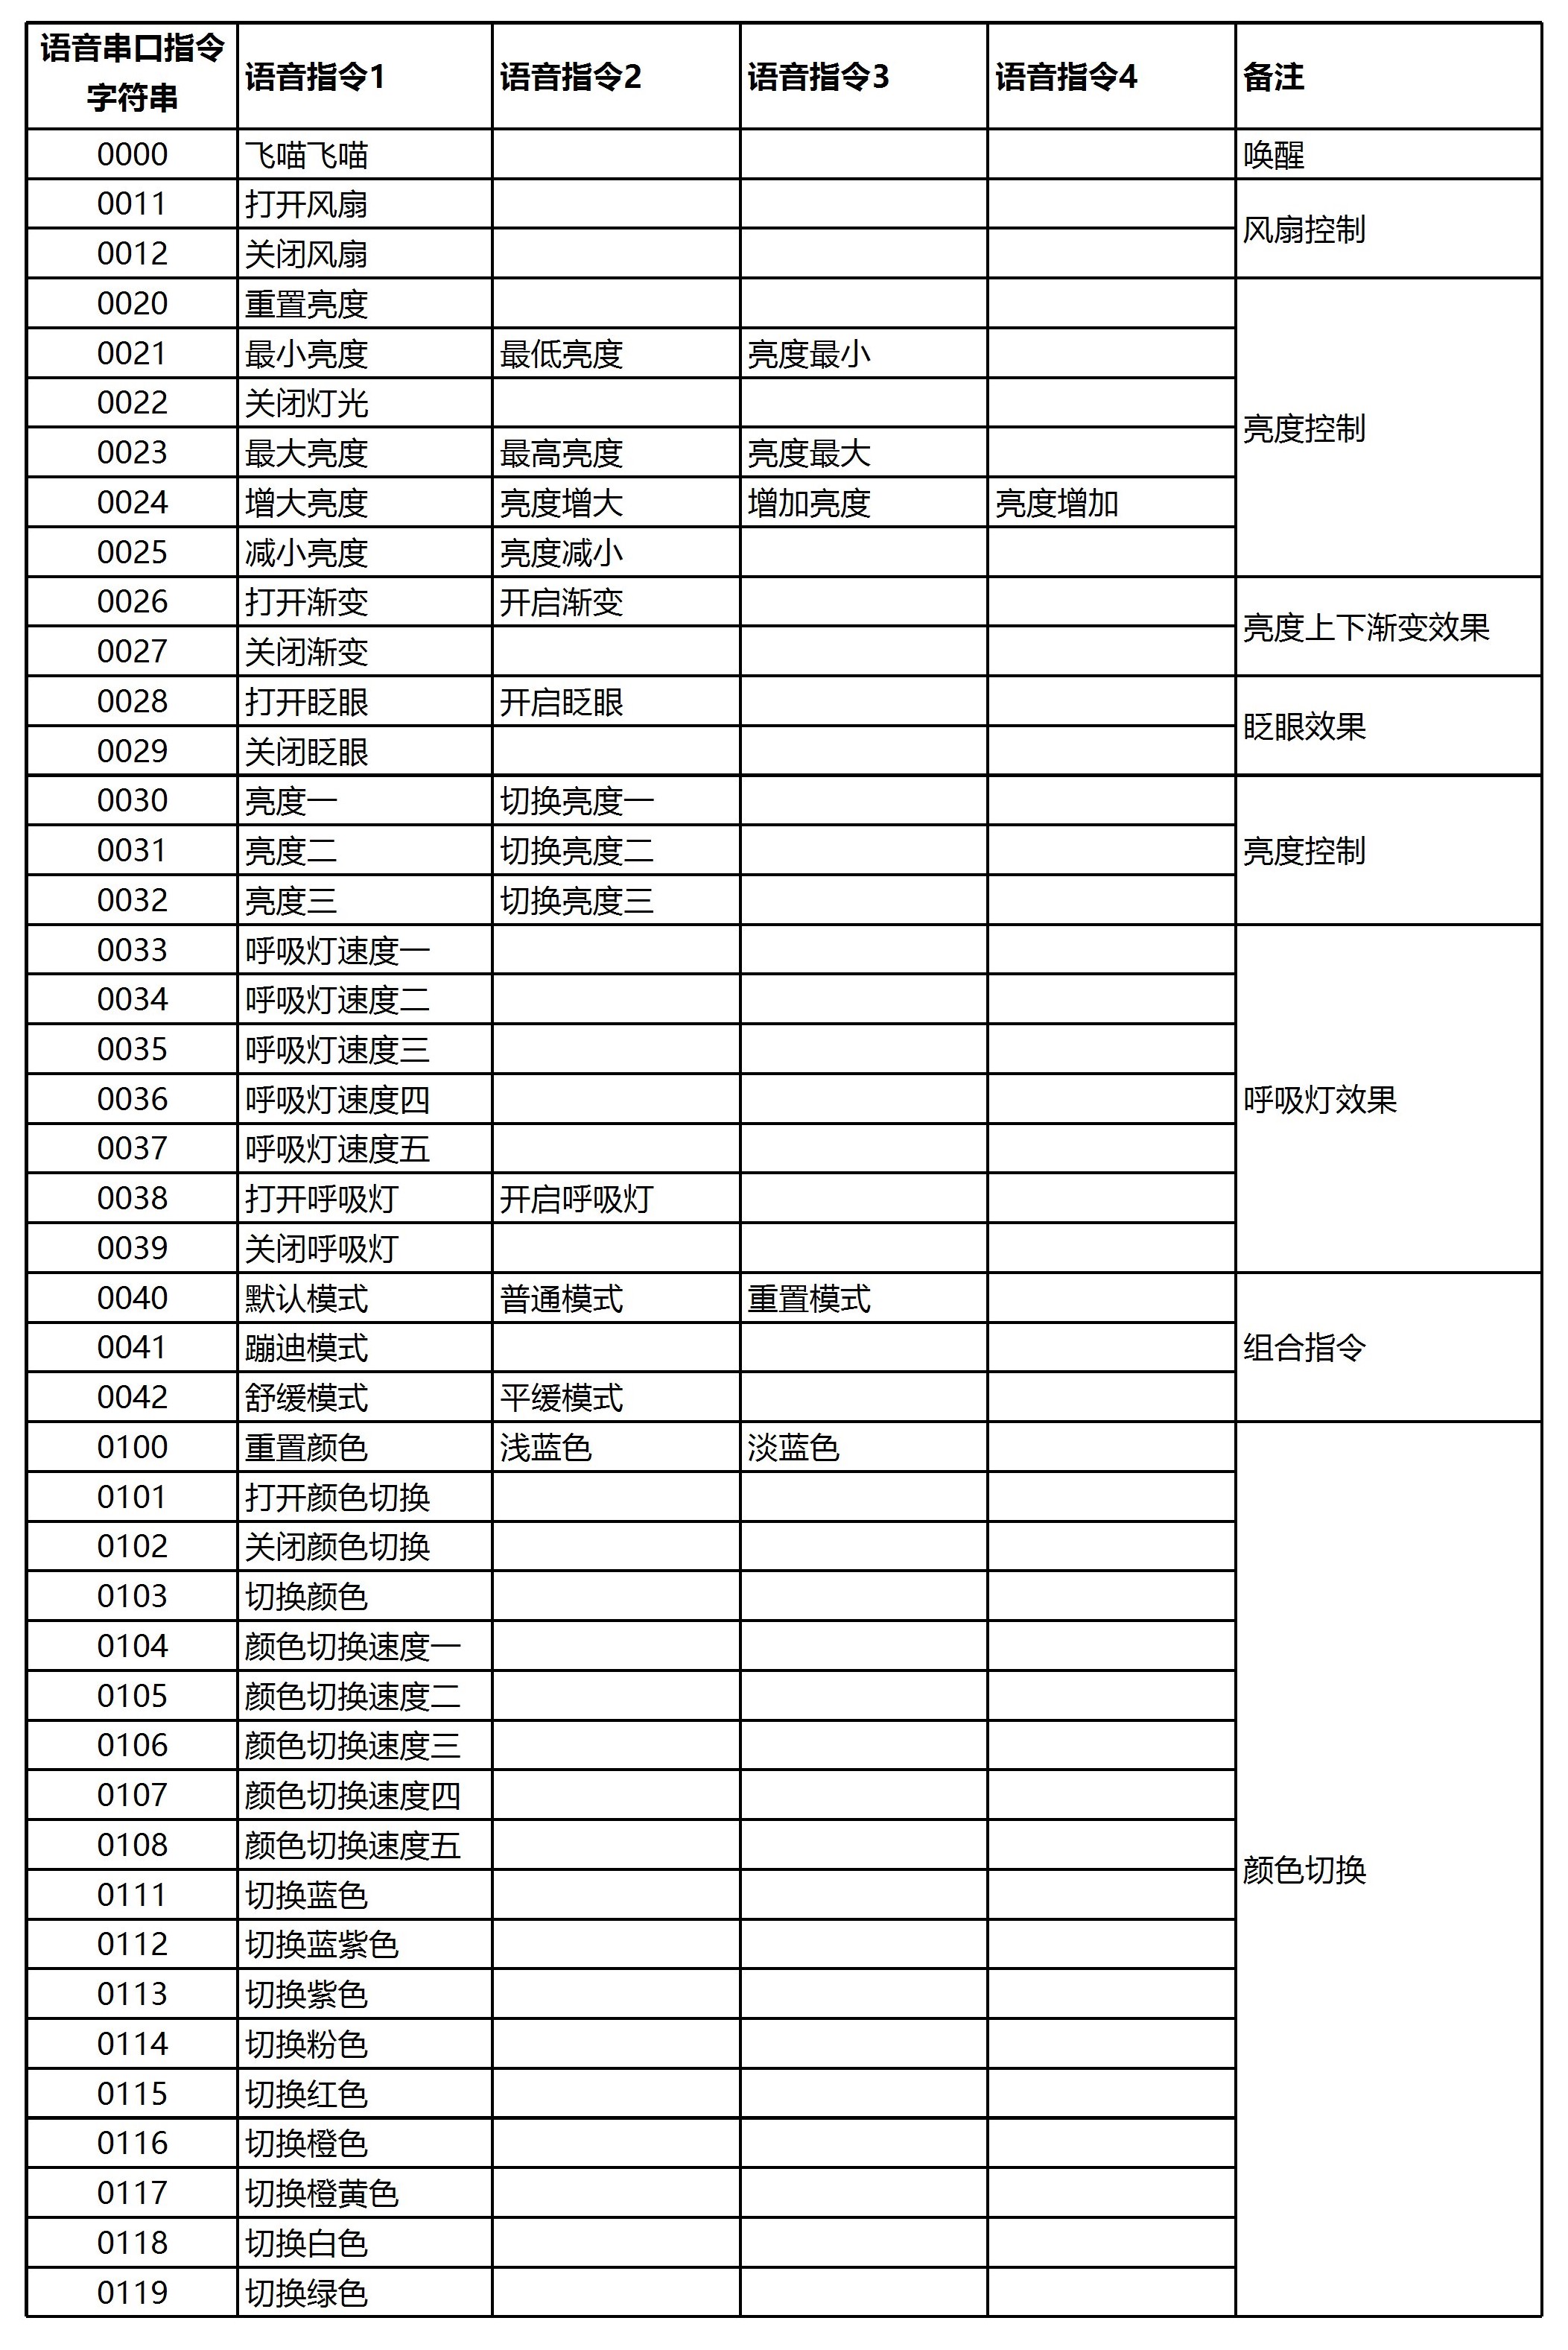 语音串口指令
字符串
语音指令1 语音指令2 语音指令3 语音指令4 备注
0000 飞喵飞喵 唤醒
0011 打开风扇 风扇控制
0012 关闭风扇
0020 重置亮度 亮度控制
0021 最小亮度 最低亮度 亮度最小
0022 关闭灯光
0023 最大亮度 最高亮度 亮度最大
0024 增大亮度 亮度增大 增加亮度 亮度增加
0025 减小亮度 亮度减小
0026 打开渐变 开启渐变 亮度上下渐变效果
0027 关闭渐变
0028 打开眨眼 开启眨眼 眨眼效果
0029 关闭眨眼
0030 亮度一 切换亮度一 亮度控制
0031 亮度二 切换亮度二
0032 亮度三 切换亮度三
0033 呼吸灯速度一 呼吸灯效果
0034 呼吸灯速度二
0035 呼吸灯速度三
0036 呼吸灯速度四
0037 呼吸灯速度五
0038 打开呼吸灯 开启呼吸灯
0039 关闭呼吸灯
0040 默认模式 普通模式 重置模式 组合指令
0041 蹦迪模式
0042 舒缓模式 平缓模式
0100 重置颜色 浅蓝色 淡蓝色 颜色切换
0101 打开颜色切换
0102 关闭颜色切换
0103 切换颜色
0104 颜色切换速度一
0105 颜色切换速度二
0106 颜色切换速度三
0107 颜色切换速度四
0108 颜色切换速度五
0111 切换蓝色
0112 切换蓝紫色
0113 切换紫色
0114 切换粉色
0115 切换红色
0116 切换橙色
0117 切换橙黄色
0118 切换白色
0119 切换绿色